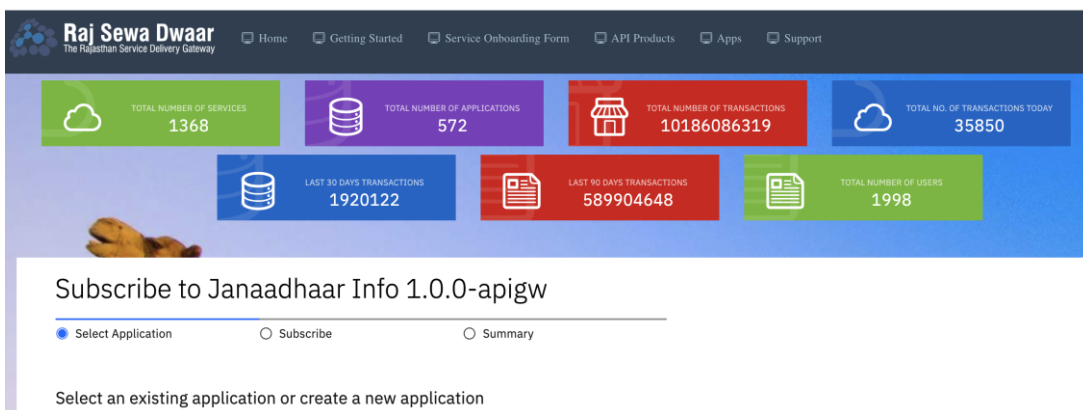 Raj Sewa Dwaar
The Rajasthan Service Delivery Gateway
Home
Getting Started
Service Onboarding Form
API Products
Apps
Support
TOTAL NUMBER OF SERVICES
1368
TOTAL NUMBER OF APPLICATIONS
572
TOTAL NUMBER OF TRANSACTIONS
10186086319
TOTAL NO. OF TRANSACTIONS TODAY
35850
LAST 30 DAYS TRANSACTIONS
1920122
LAST 90 DAYS TRANSACTIONS
589904648
TOTAL NUMBER OF USERS
1998
Subscribe to Janaadhaar Info 1.0.0-apigw
Select Application
Subscribe
Summary
Select an existing application or create a new application